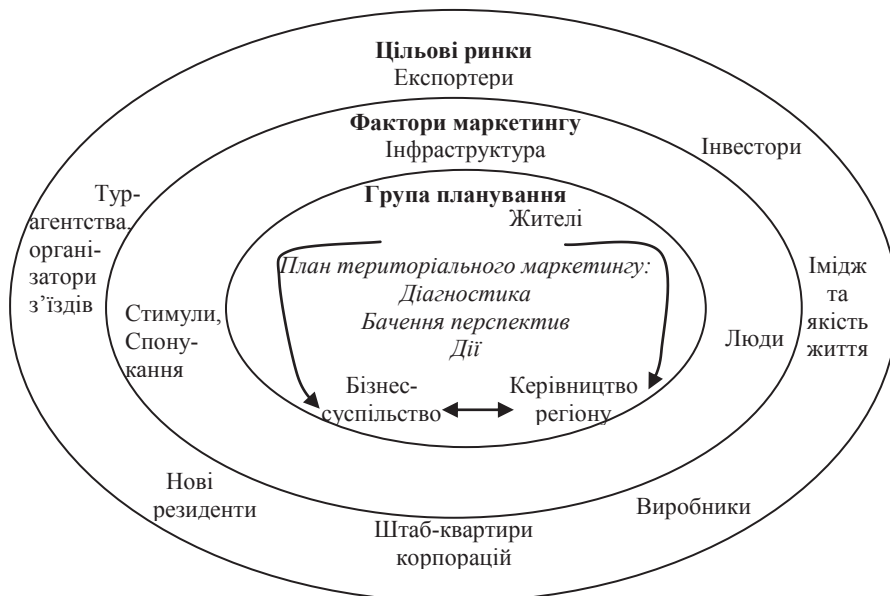 Цільові ринки
Експортери
Фактори маркетингу
Інфраструктура
Інвестори
Група планування
Жителі
Тур-
агентства,
органі-
затори
з’їздів
План територіального маркетингу:
Діагностика
Бачення перспектив
Дії
Імідж
та
якість
життя
Стимули,
Спону-
кання
Люди
Бізнес-
суспільство
Керівництво
регіону
Нові
резиденти
Штаб-квартири
корпорацій
Виробники